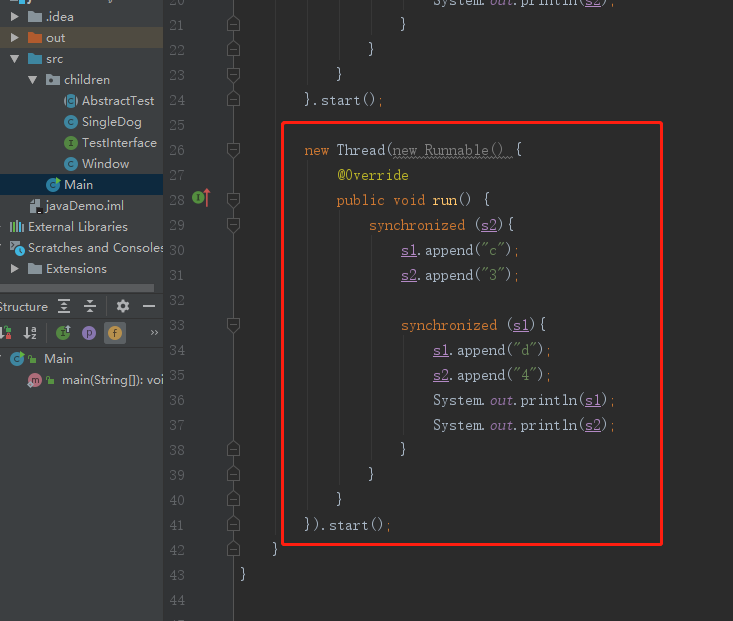 .idea
out
src
children
AbstractTest
SingleDog
TestInterface
Window
Main
javaDemo.iml
External Libraries
Scratches and Consoles
Extensions
Structure
Main
main(String[]): voi
20 System.out.println(s2);
21 }
22 }
23 }
24 }.start();
25
26 new Thread(new Runnable() {
27 @Override
28 public void run() {
29 synchronized (s2){
30 s1.append("c");
31 s2.append("3");
32
33 synchronized (s1){
34 s1.append("d");
35 s2.append("4");
36 System.out.println(s1);
37 System.out.println(s2);
38 }
39 }
40 }
41 }).start();
42 }
43 }
44